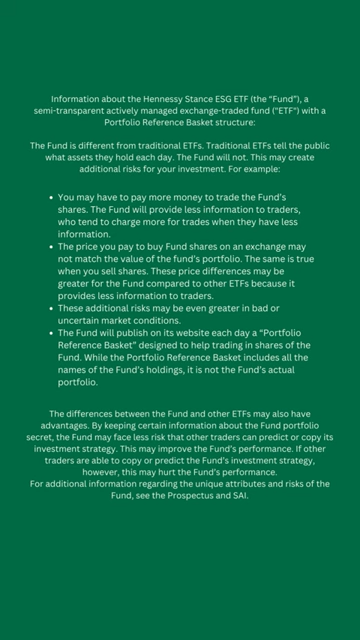 Information about the Hennessy Stance ESG ETF (the “Fund”), a
semi-transparent actively managed exchange-traded fund (“ETF”) with a
Portfolio Reference Basket structure:
The Fund is different from traditional ETFs. Traditional ETFs tell the public
what assets they hold each day. The Fund will not. This may create
additional risks for your investment. For example:
• You may have to pay more money to trade the Fund’s
shares. The Fund will provide less information to traders,
who tend to charge more for trades when they have less
information.
• The price you pay to buy Fund shares on an exchange may
not match the value of the fund’s portfolio. The same is true
when you sell shares. These price differences may be
greater for the Fund compared to other ETFs because it
provides less information to traders.
• These additional risks may be even greater in bad or
uncertain market conditions.
• The Fund will publish on its website each day a “Portfolio
Reference Basket” designed to help trading in shares of the
Fund. While the Portfolio Reference Basket includes all the
names of the Fund’s holdings, it is not the Fund’s actual
portfolio.
The differences between the Fund and other ETFs may also have
advantages. By keeping certain information about the Fund portfolio
secret, the Fund may face less risk that other traders can predict or copy its
investment strategy. This may improve the Fund’s performance. If other
traders are able to copy or predict the Fund’s investment strategy,
however, this may hurt the Fund’s performance.
For additional information regarding the unique attributes and risks of the
Fund, see the Prospectus and SAI.